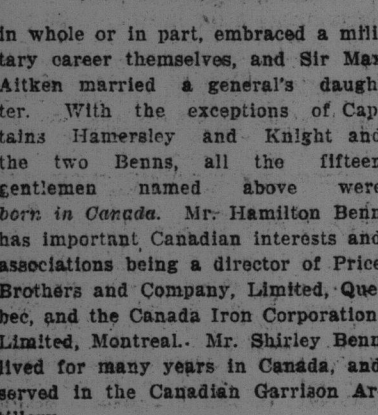 in whole or in part, embraced a mili
tary career themselves, and Sir Max
Aitken married a general's daugh
ter. With the exceptions of Cap
tains Hamersley and Knight and
the two Benns, all the fifteen
gentlemen named above were
born in Canada. Mr. Hamilton Benn
has important Canadian interests and
associations being a director of Price
Brothers and Company, Limited, Que
bec, and the Canada Iron Corporation
Limited, Montreal. Mr. Shirley Benn
lived for many years in Canada, and
served in the Canadian Garrison Ar